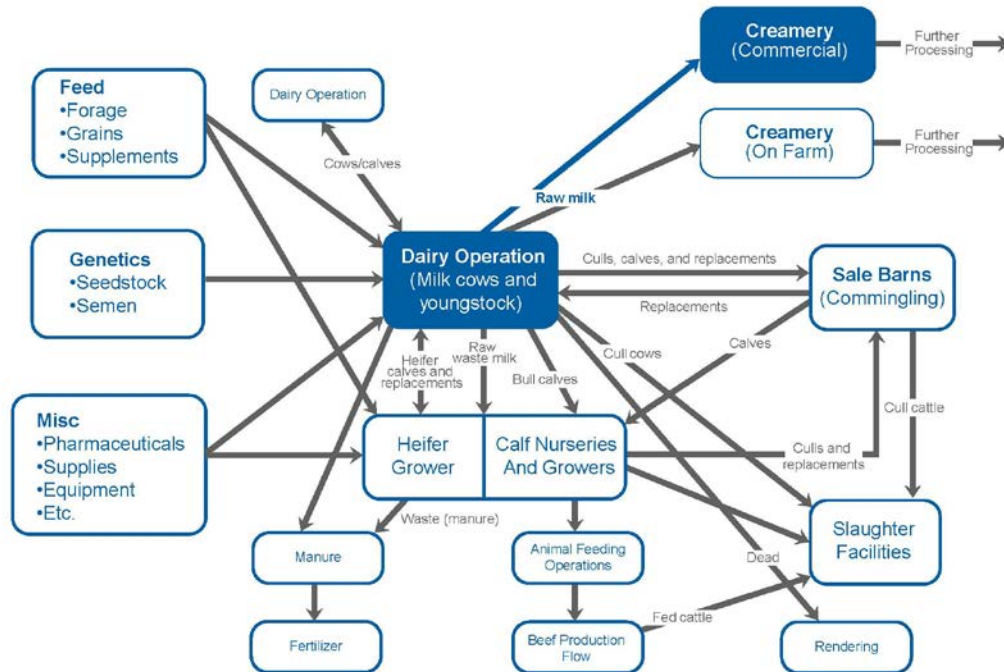 Creamery
(Commercial)
Further
Processing
Feed
•Forage
•Grains
•Supplements
Dairy Operation
Creamery
(On Farm)
Further
Processing
Cows/calves
Raw milk
Genetics
•Seedstock
•Semen
Dairy Operation
(Milk cows and
youngstock)
Culls, calves, and replacements
Replacements
Sale Barns
(Commingling)
Heifer
calves and
replacements
Raw
waste milk
Bull calves
Cull cows
Calves
Cull cattle
Misc
•Pharmaceuticals
•Supplies
•Equipment
•Etc.
Heifer
Grower
Calf Nurseries
And Growers
Culls and
replacements
Waste (manure)
Slaughter
Facilities
Manure
Animal Feeding
Operations
Dead
Fed cattle
Fertilizer
Beef Production
Flow
Rendering